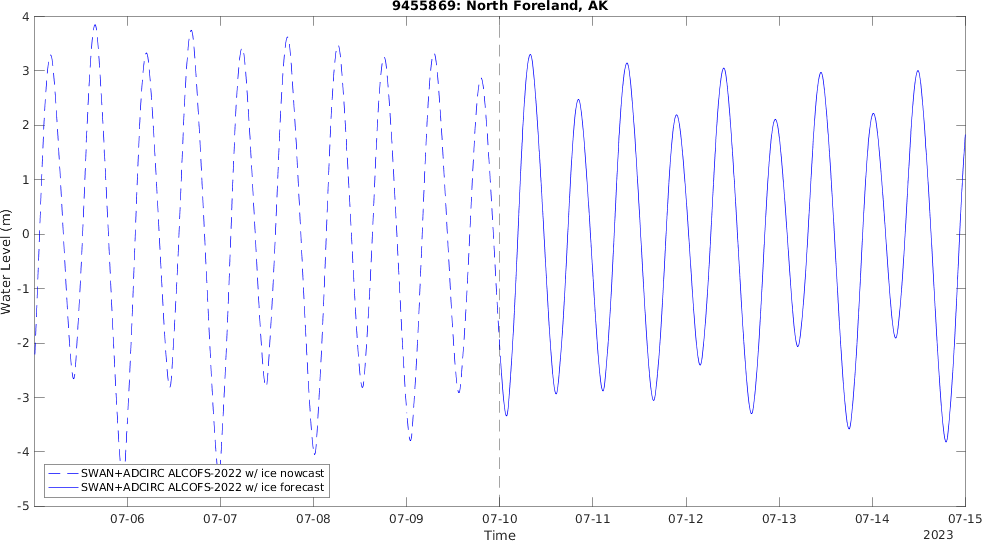 9455869: North Foreland, AK
4
3
2
1
0
-1
-2
-3
-4
-5
Water Level (m)
SWAN+ADCIRC ALCOFS-2022 w/ ice nowcast
SWAN+ADCIRC ALCOFS-2022 w/ ice forecast
07-06 07-07 07-08 07-09 07-10 07-11 07-12 07-13 07-14 07-15
Time
2023